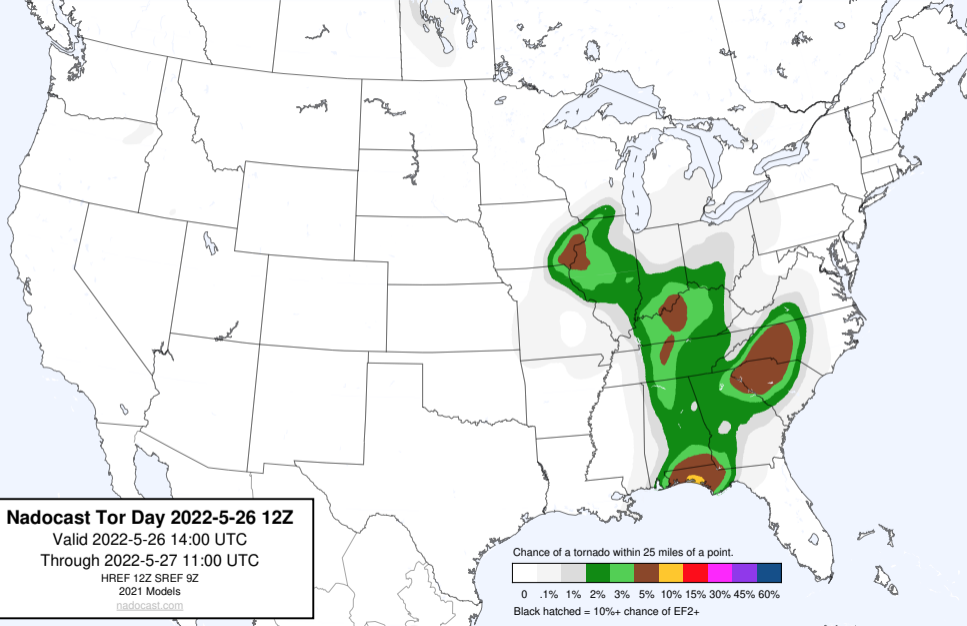 Nadocast Tor Day 2022-5-26 12Z
Valid 2022-5-26 14:00 UTC
Through 2022-5-27 11:00 UTC
HREF 12Z SREF 9Z
2021 Models
nadocast.com
Chance of a tornado within 25 miles of a point.
0 .1% 1% 2% 3% 5% 10% 15% 30% 45% 60%
Black hatched = 10%+ chance of EF2+